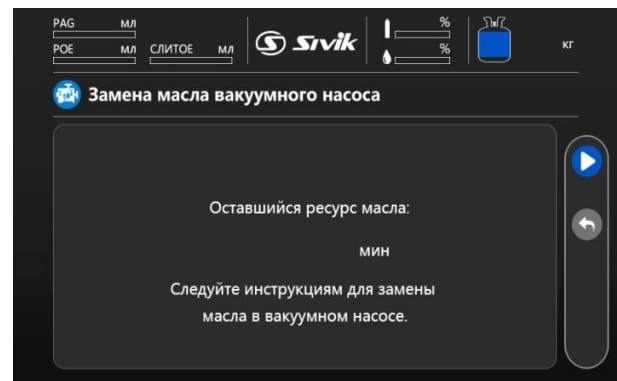 PAG мл
POE мл СЛИТОЕ мл
Sivik
%
%
кг
Замена масла вакуумного насоса
Оставшийся ресурс масла:
мин
Следуйте инструкциям для замены
масла в вакуумном насосе.